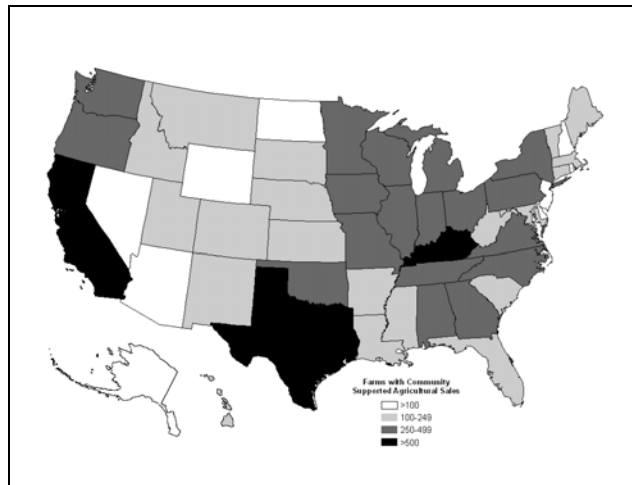 Farms with Community
Supported Agricultural Sales
>100
100-249
250-499
>500